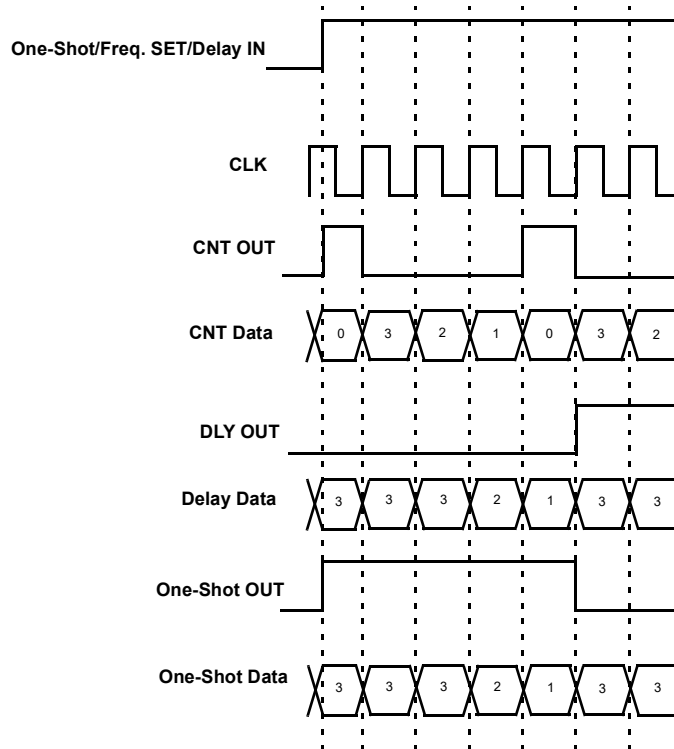 One-Shot/Freq. SET/Delay IN
CLK
CNT OUT
CNT Data 0 3 2 1 0 3 2
DLY OUT
Delay Data 3 3 3 2 1 3 3
One-Shot OUT
One-Shot Data 3 3 3 2 1 3 3